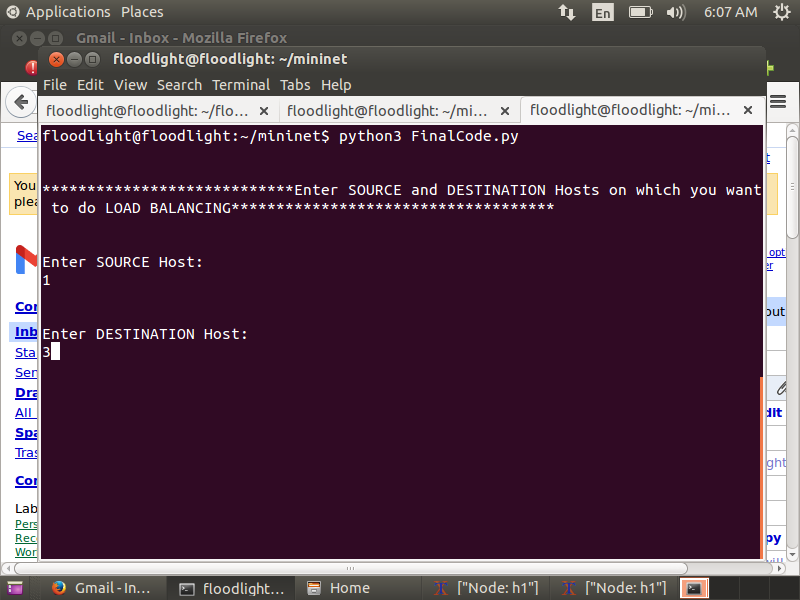 Applications Places En 6:07 AM
Gmail - Inbox - Mozilla Firefox
floodlight@floodlight: ~/mininet
File Edit View Search Terminal Tabs Help
floodlight@floodlight: ~/flo... × floodlight@floodlight: ~/mi... × floodlight@floodlight: ~/mi... ×
floodlight@floodlight:~/mininet$ python3 FinalCode.py
****************************Enter SOURCE and DESTINATION Hosts on which you want
to do LOAD BALANCING************************************
Enter SOURCE Host:
1
Enter DESTINATION Host:
3
Sea
You
plea
Con
Inb
Sta
Sen
Dra
All
Spa
Tras
Con
Lab
Pers
Rec
Wor
opt
er
out
dit
ght
py
Gmail - In... floodlight... Home ["Node: h1"] ["Node: h1"]